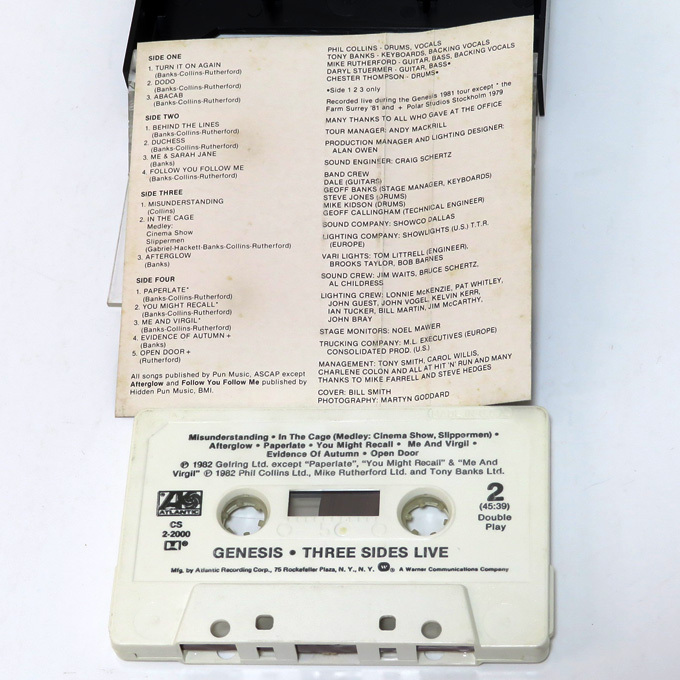 SIDE ONE
1. TURN IT ON AGAIN
(Banks-Collins-Rutherford)
2. DODO
(Banks-Collins-Rutherford)
3. ABACAB
(Banks-Collins-Rutherford)
SIDE TWO
1. BEHIND THE LINES
(Banks-Collins-Rutherford)
2. DUCHESS
(Banks-Collins-Rutherford)
3. ME & SARAH JANE
(Banks)
4. FOLLOW YOU FOLLOW ME
(Banks-Collins-Rutherford)
SIDE THREE
1. MISUNDERSTANDING
(Collins)
2. IN THE CAGE
Medley:
Cinema Show
Slippermen
(Gabriel-Hackett-Banks-Collins-Rutherford)
3. AFTERGLOW
(Banks)
SIDE FOUR
1. PAPERLATE*
(Banks-Collins-Rutherford)
2. YOU MIGHT RECALL*
(Banks-Collins-Rutherford)
3. ME AND VIRGIL*
(Banks-Collins-Rutherford)
4. EVIDENCE OF AUTUMN +
(Banks)
5. OPEN DOOR +
(Rutherford)
All songs published by Pun Music, ASCAP except
Afterglow and Follow You Follow Me published by
Hidden Pun Music, BMI.
PHIL COLLINS - DRUMS, VOCALS
TONY BANKS - KEYBOARDS, BACKING VOCALS
MIKE RUTHERFORD - GUITAR, BASS, BACKING VOCALS
DARYL STUERMER - GUITAR, BASS•
CHESTER THOMPSON - DRUMS•
•Side 1 2 3 only
Recorded live during the Genesis 1981 tour except * the
Farm Surrey '81 and + Polar Studios Stockholm 1979
MANY THANKS TO ALL WHO GAVE AT THE OFFICE
TOUR MANAGER: ANDY MACKRILL
PRODUCTION MANAGER AND LIGHTING DESIGNER:
ALAN OWEN
SOUND ENGINEER: CRAIG SCHERTZ
BAND CREW
DALE (GUITARS)
GEOFF BANKS (STAGE MANAGER, KEYBOARDS)
STEVE JONES (DRUMS)
MIKE KIDSON (DRUMS)
GEOFF CALLINGHAM (TECHNICAL ENGINEER)
SOUND COMPANY: SHOWCO DALLAS
LIGHTING COMPANY: SHOWLIGHTS (U.S.) T.T.R.
(EUROPE)
VARI LIGHTS: TOM LITTRELL (ENGINEER),
BROOKS TAYLOR, BOB BARNES
SOUND CREW: JIM WAITS, BRUCE SCHERTZ,
AL CHILDRESS
LIGHTING CREW: LONNIE McKENZIE, PAT WHITLEY,
JOHN GUEST, JOHN VOGEL, KELVIN KERR,
IAN TUCKER, BILL MARTIN, JIM McCARTHY,
JOHN BRAY
STAGE MONITORS: NOEL MAWER
TRUCKING COMPANY: M.L. EXECUTIVES (EUROPE)
CONSOLIDATED PROD. (U.S.)
MANAGEMENT: TONY SMITH, CAROL WILLIS,
CHARLENE COLON AND ALL AT HIT 'N' RUN AND MANY
THANKS TO MIKE FARRELL AND STEVE HEDGES
COVER: BILL SMITH
PHOTOGRAPHY: MARTYN GODDARD
Misunderstanding • In The Cage (Medley: Cinema Show, Slippormen) •
Afterglow • Paperlate • You Might Recall • Me And Virgil •
Evidence Of Autumn • Open Door
℗ 1982 Gelring Ltd. except "Paperlate", "You Might Recall" & "Me And
Virgil" ℗ 1982 Phil Collins Ltd., Mike Rutherford Ltd. and Tony Banks Ltd.
ATLANTIC
CS
2-2000
2
(45:39)
Double
Play
GENESIS • THREE SIDES LIVE
Mfg. by Atlantic Recording Corp., 75 Rockefeller Plaza, N. Y., N. Y. W ® A Warner Communications Company